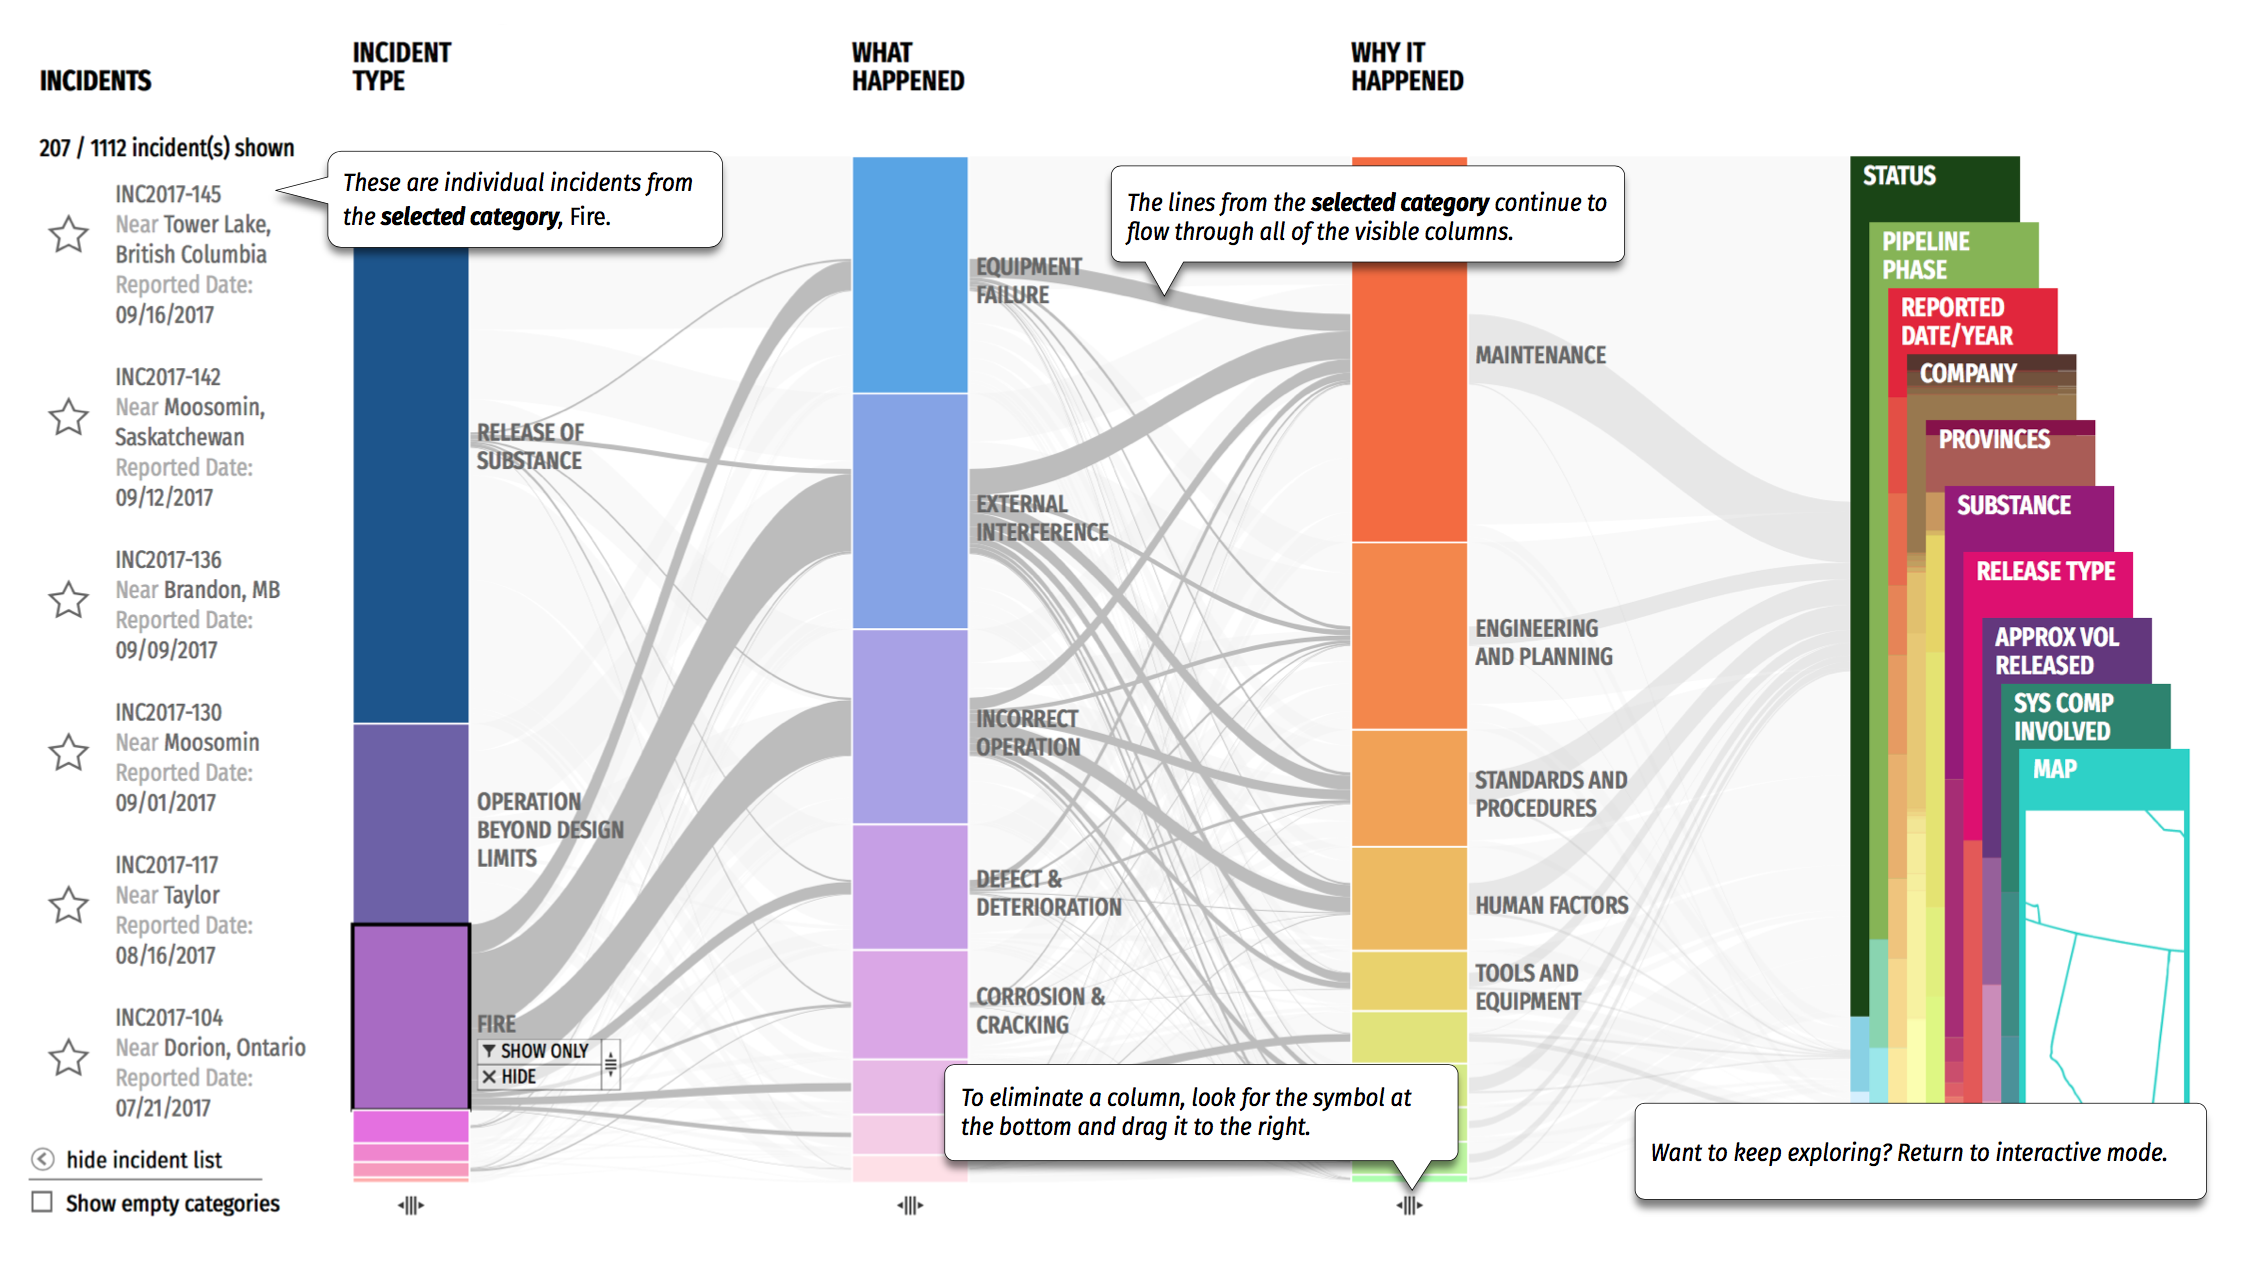 INCIDENTS
207 / 1112 incident(s) shown
INC2017-145
Near Tower Lake,
British Columbia
Reported Date:
09/16/2017
INC2017-142
Near Moosomin,
Saskatchewan
Reported Date:
09/12/2017
INC2017-136
Near Brandon, MB
Reported Date:
09/09/2017
INC2017-130
Near Moosomin
Reported Date:
09/01/2017
INC2017-117
Near Taylor
Reported Date:
08/16/2017
INC2017-104
Near Dorion, Ontario
Reported Date:
07/21/2017
hide incident list
Show empty categories
INCIDENT
TYPE
These are individual incidents from
the selected category, Fire.
RELEASE OF
SUBSTANCE
OPERATION
BEYOND DESIGN
LIMITS
FIRE
SHOW ONLY
HIDE
WHAT
HAPPENED
EQUIPMENT
FAILURE
EXTERNAL
INTERFERENCE
INCORRECT
OPERATION
DEFECT &
DETERIORATION
CORROSION &
CRACKING
To eliminate a column, look for the symbol at
the bottom and drag it to the right.
WHY IT
HAPPENED
The lines from the selected category continue to
flow through all of the visible columns.
MAINTENANCE
ENGINEERING
AND PLANNING
STANDARDS AND
PROCEDURES
HUMAN FACTORS
TOOLS AND
EQUIPMENT
STATUS
PIPELINE
PHASE
REPORTED
DATE/YEAR
COMPANY
PROVINCES
SUBSTANCE
RELEASE TYPE
APPROX VOL
RELEASED
SYS COMP
INVOLVED
MAP
Want to keep exploring? Return to interactive mode.